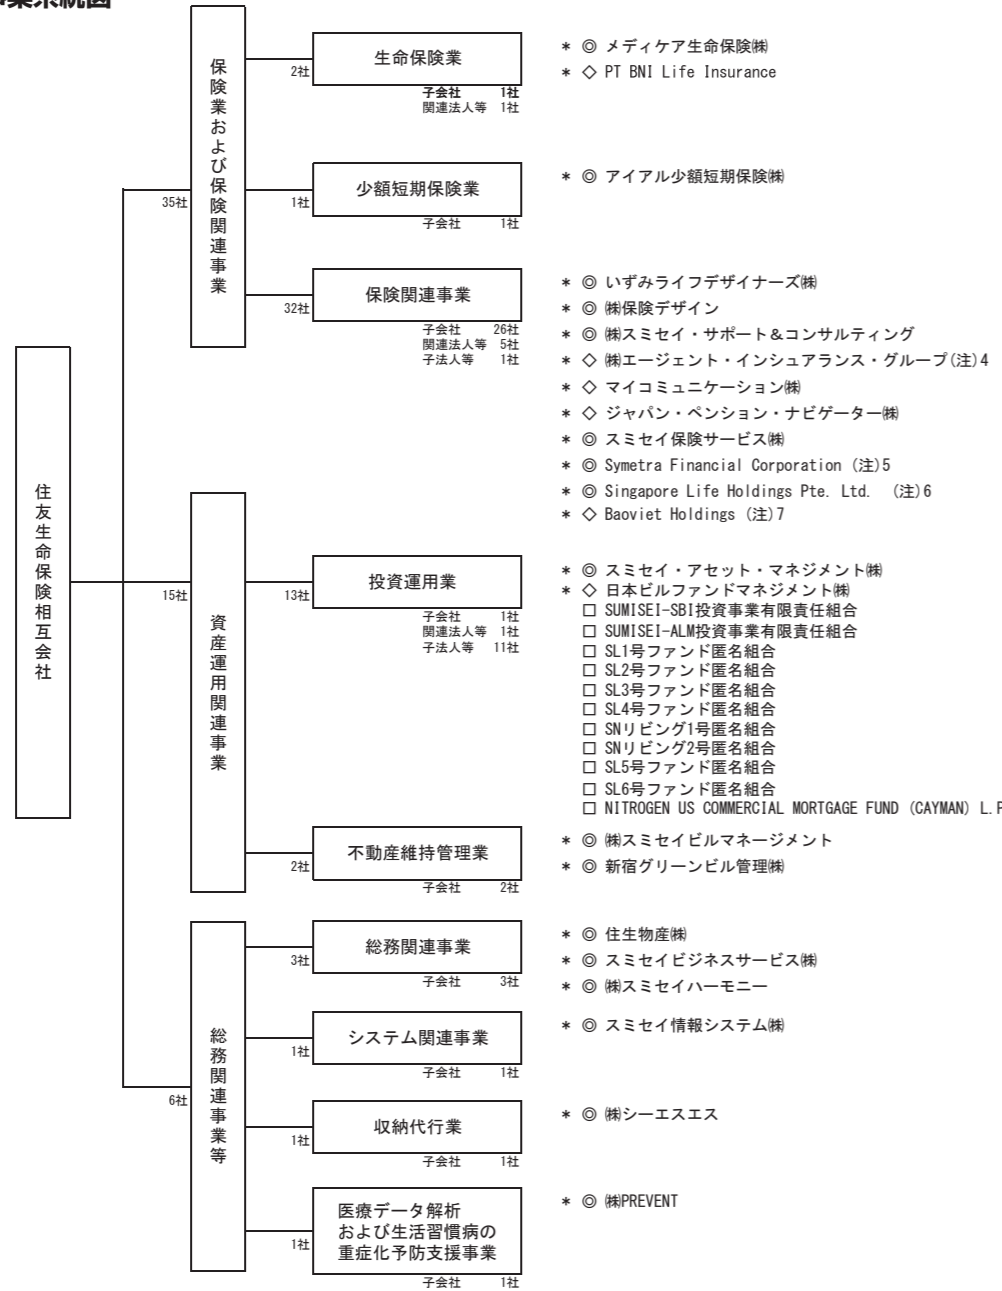 事業系統図
住友生命保険相互会社
35社
保険業および保険関連事業
2社
生命保険業
子会社 1社
関連法人等 1社
* ◎ メディケア生命保険㈱
* ◇ PT BNI Life Insurance
1社
少額短期保険業
子会社 1社
* ◎ アイアル少額短期保険㈱
32社
保険関連事業
子会社 26社
関連法人等 5社
子法人等 1社
* ◎ いずみライフデザイナーズ㈱
* ◎ ㈱保険デザイン
* ◎ ㈱スミセイ・サポート＆コンサルティング
* ◇ ㈱エージェント・インシュアランス・グループ(注)4
* ◇ マイコミュニケーション㈱
* ◇ ジャパン・ペンション・ナビゲーター㈱
* ◎ スミセイ保険サービス㈱
* ◎ Symetra Financial Corporation (注)5
* ◎ Singapore Life Holdings Pte. Ltd. (注)6
* ◇ Baoviet Holdings (注)7
15社
資産運用関連事業
13社
投資運用業
子会社 1社
関連法人等 1社
子法人等 11社
* ◎ スミセイ・アセット・マネジメント㈱
* ◇ 日本ビルファンドマネジメント㈱
□ SUMISEI-SBI投資事業有限責任組合
□ SUMISEI-ALM投資事業有限責任組合
□ SL1号ファンド匿名組合
□ SL2号ファンド匿名組合
□ SL3号ファンド匿名組合
□ SL4号ファンド匿名組合
□ SNリビング1号匿名組合
□ SNリビング2号匿名組合
□ SL5号ファンド匿名組合
□ SL6号ファンド匿名組合
□ NITROGEN US COMMERCIAL MORTGAGE FUND (CAYMAN) L.P
2社
不動産維持管理業
子会社 2社
* ◎ ㈱スミセイビルマネージメント
* ◎ 新宿グリーンビル管理㈱
6社
総務関連事業等
3社
総務関連事業
子会社 3社
* ◎ 住生物産㈱
* ◎ スミセイビジネスサービス㈱
* ◎ ㈱スミセイハーモニー
1社
システム関連事業
子会社 1社
* ◎ スミセイ情報システム㈱
1社
収納代行業
子会社 1社
* ◎ ㈱シーエスエス
1社
医療データ解析
および生活習慣病の
重症化予防支援事業
子会社 1社
* ◎ ㈱PREVENT